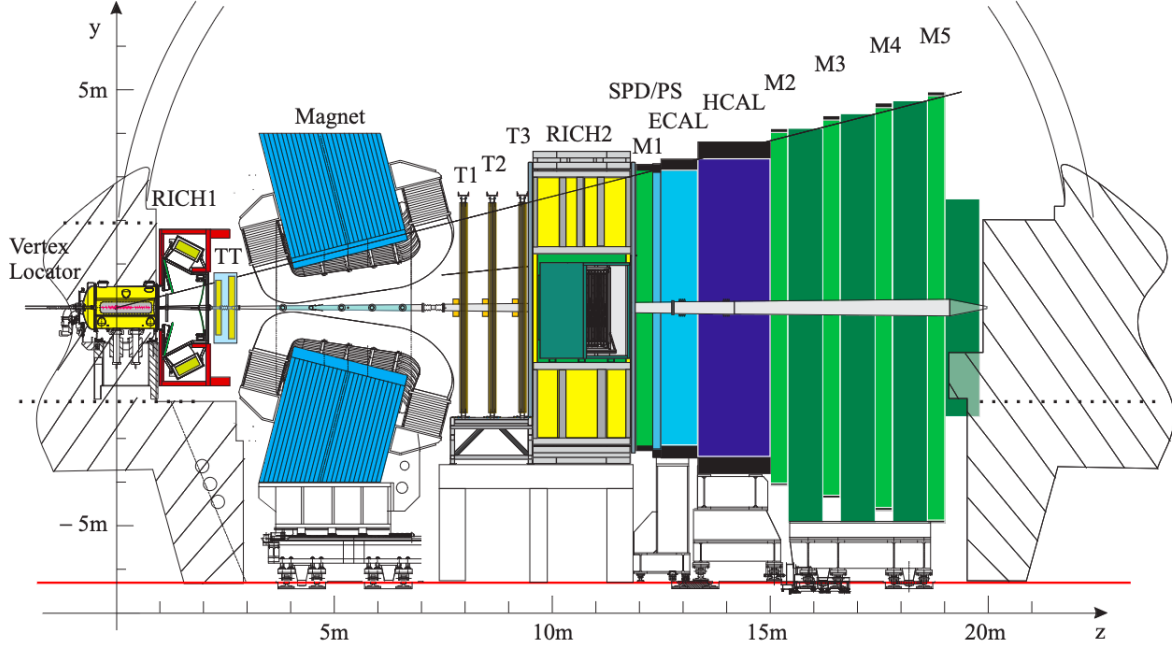 y
5m
Magnet
RICH1
Vertex
Locator
TT
T1
T2
T3
RICH2
M1
SPD/PS
ECAL
HCAL
M2
M3
M4
M5
− 5m
5m
10m
15m
20m
z